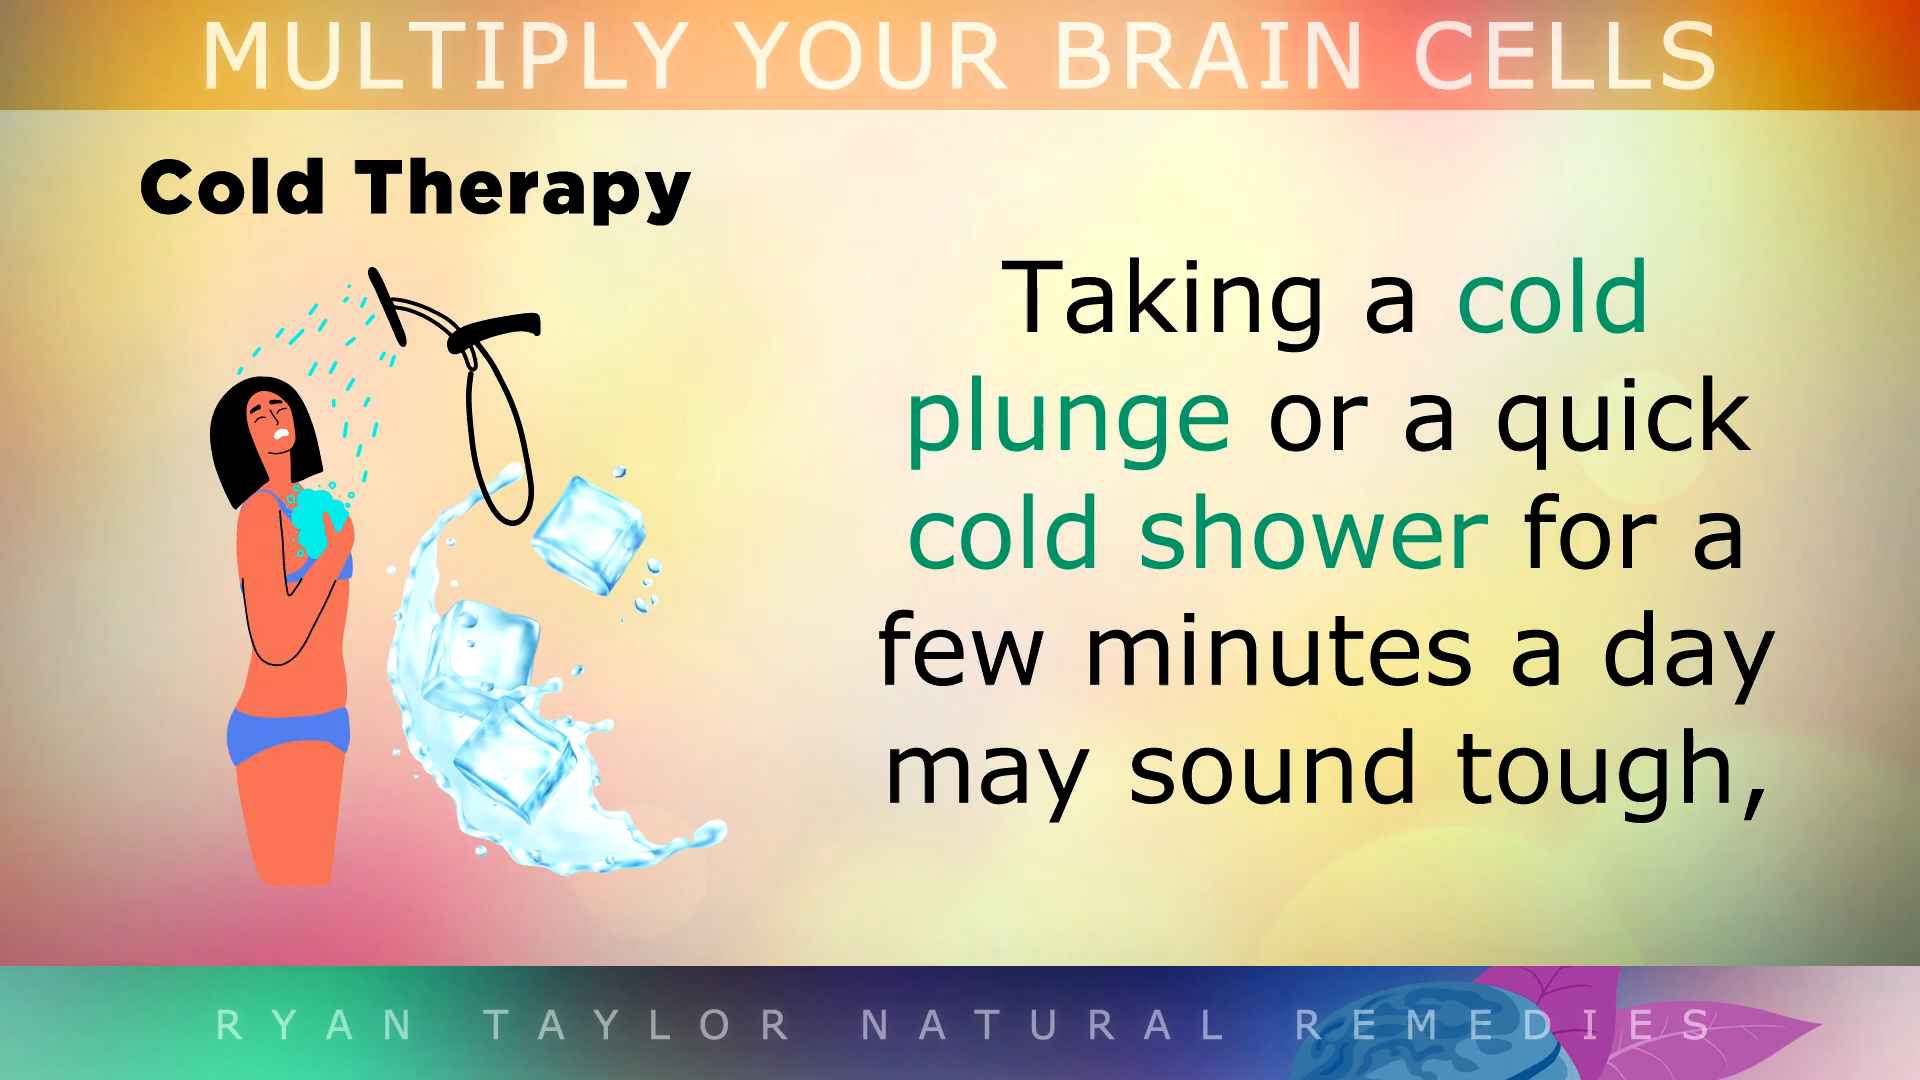 MULTIPLY YOUR BRAIN CELLS
Cold Therapy
Taking a cold
plunge or a quick
cold shower for a
few minutes a day
may sound tough,
RYAN TAYLOR NATURAL REMEDIES